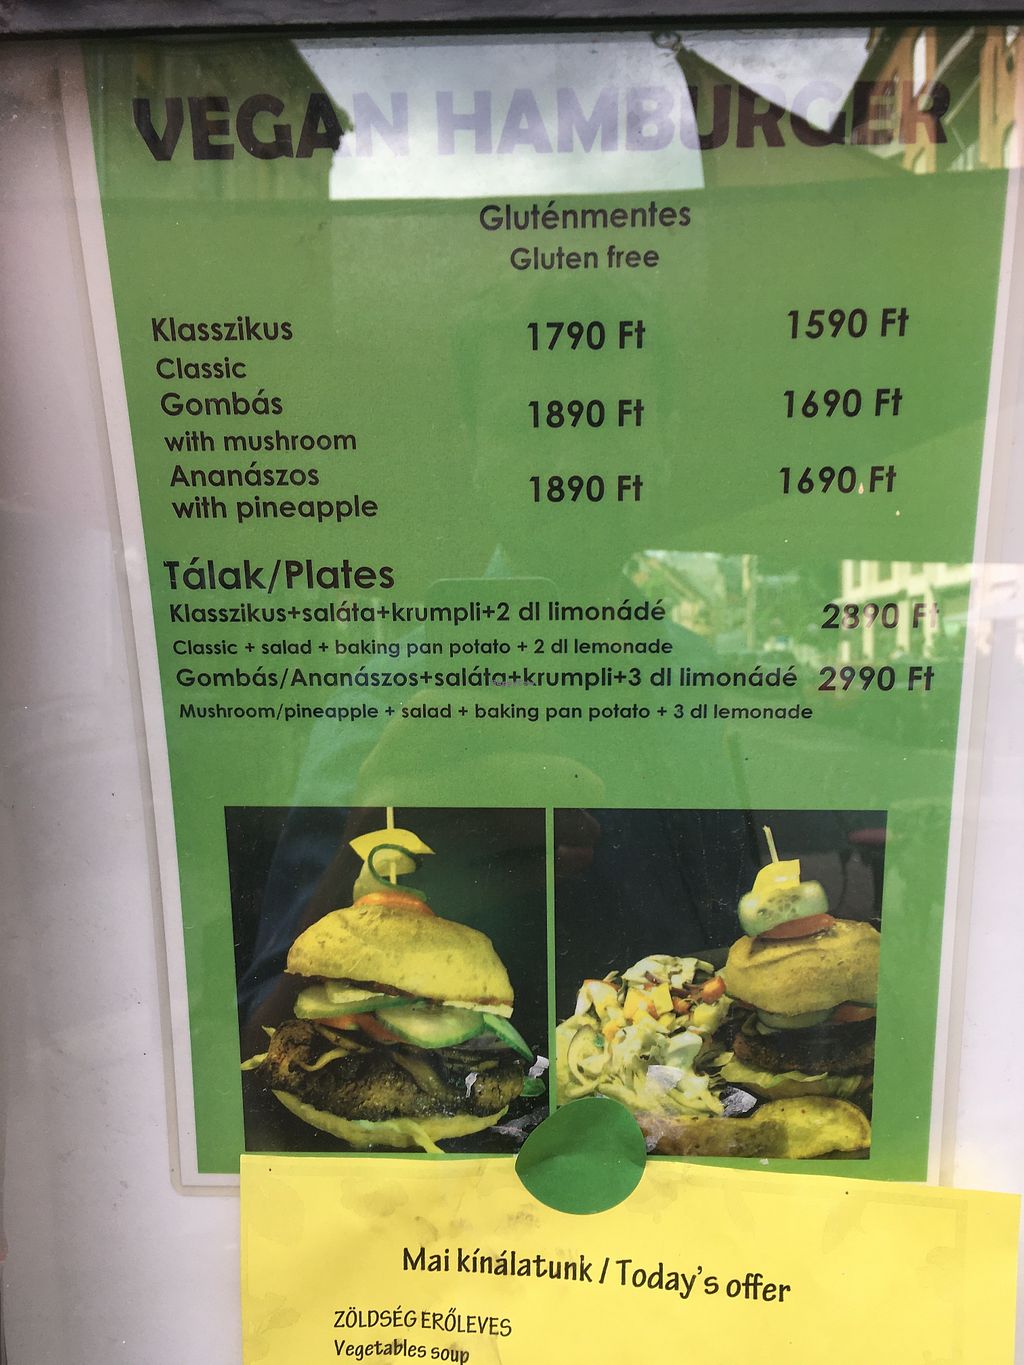 VEGAN HAMBURGER
Gluténmentes
Gluten free
Klasszikus 1790 Ft 1590 Ft
Classic
Gombás 1890 Ft 1690 Ft
with mushroom
Ananászos 1890 Ft 1690 Ft
with pineapple
Tálak/Plates
Klasszikus+saláta+krumpli+2 dl limonádé 2890 Ft
Classic + salad + baking pan potato + 2 dl lemonade
Gombás/Ananászos+saláta+krumpli+3 dl limonádé 2990 Ft
Mushroom/pineapple + salad + baking pan potato + 3 dl lemonade
Mai kínálatunk / Today's offer
ZÖLDSÉG ERŐLEVES
Vegetables soup